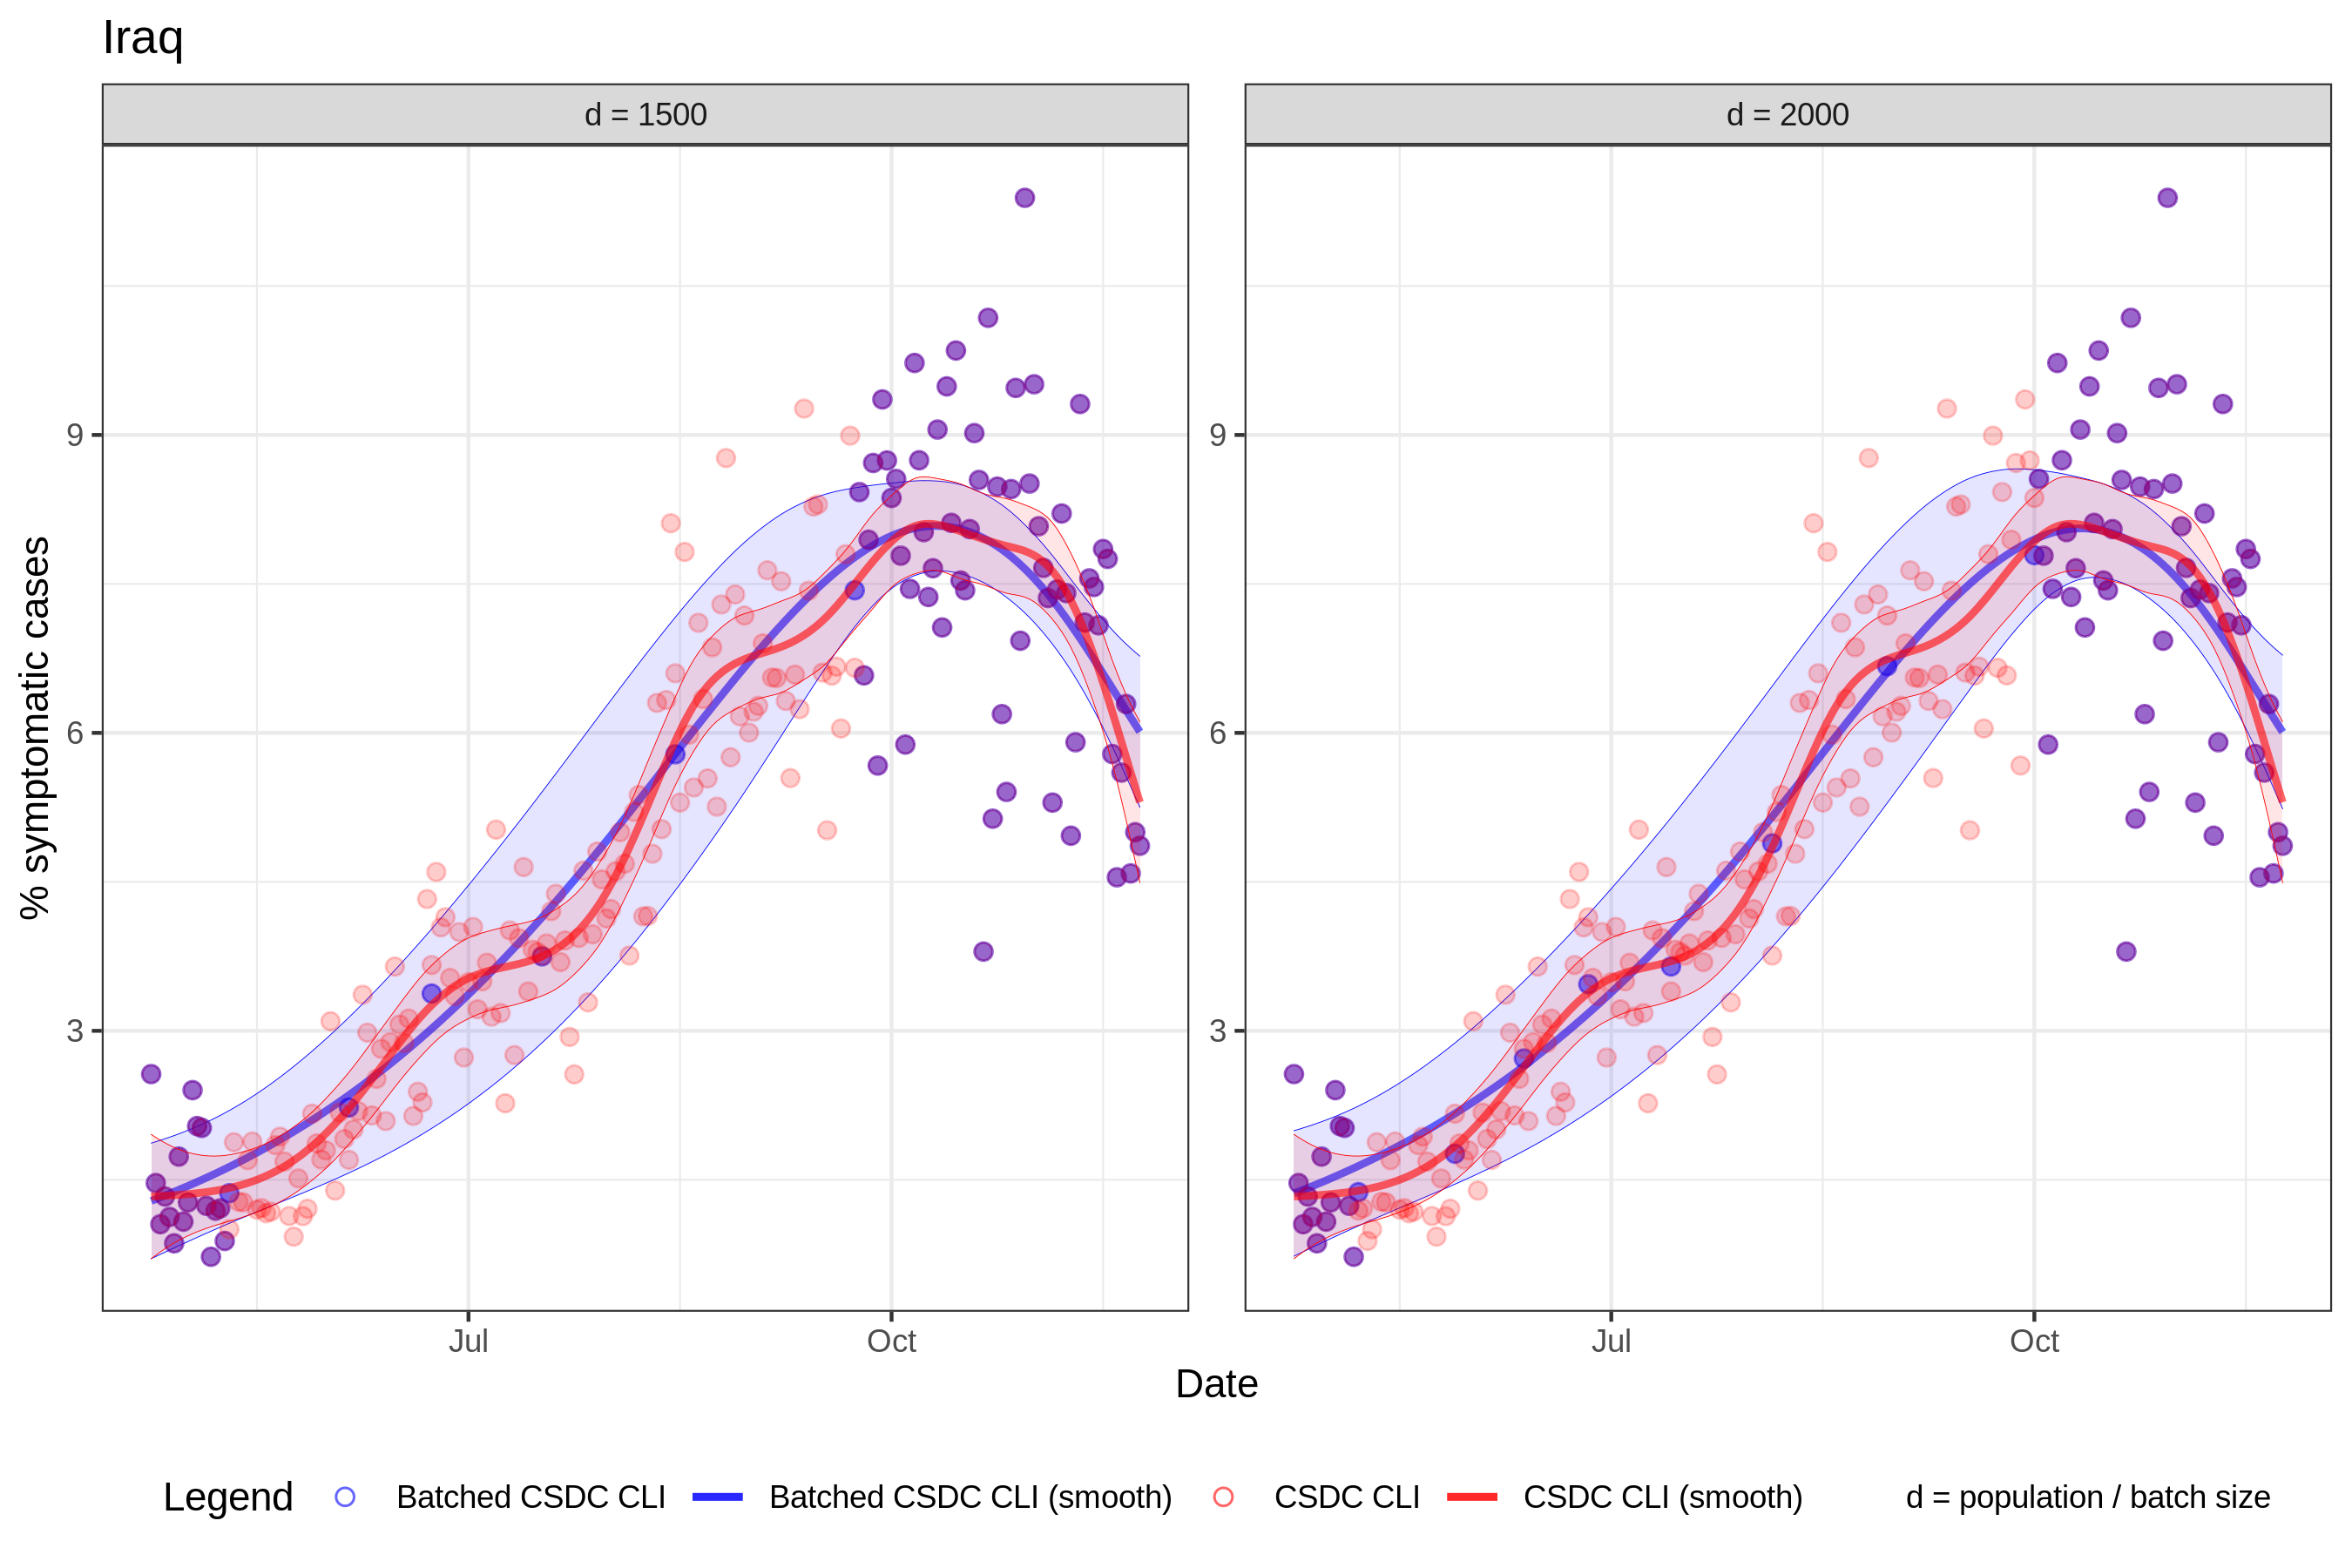 Iraq
d = 1500
d = 2000
% symptomatic cases
9
6
3
9
6
3
Jul
Oct
Jul
Oct
Date
Legend
Batched CSDC CLI
Batched CSDC CLI (smooth)
CSDC CLI
CSDC CLI (smooth)
d = population / batch size